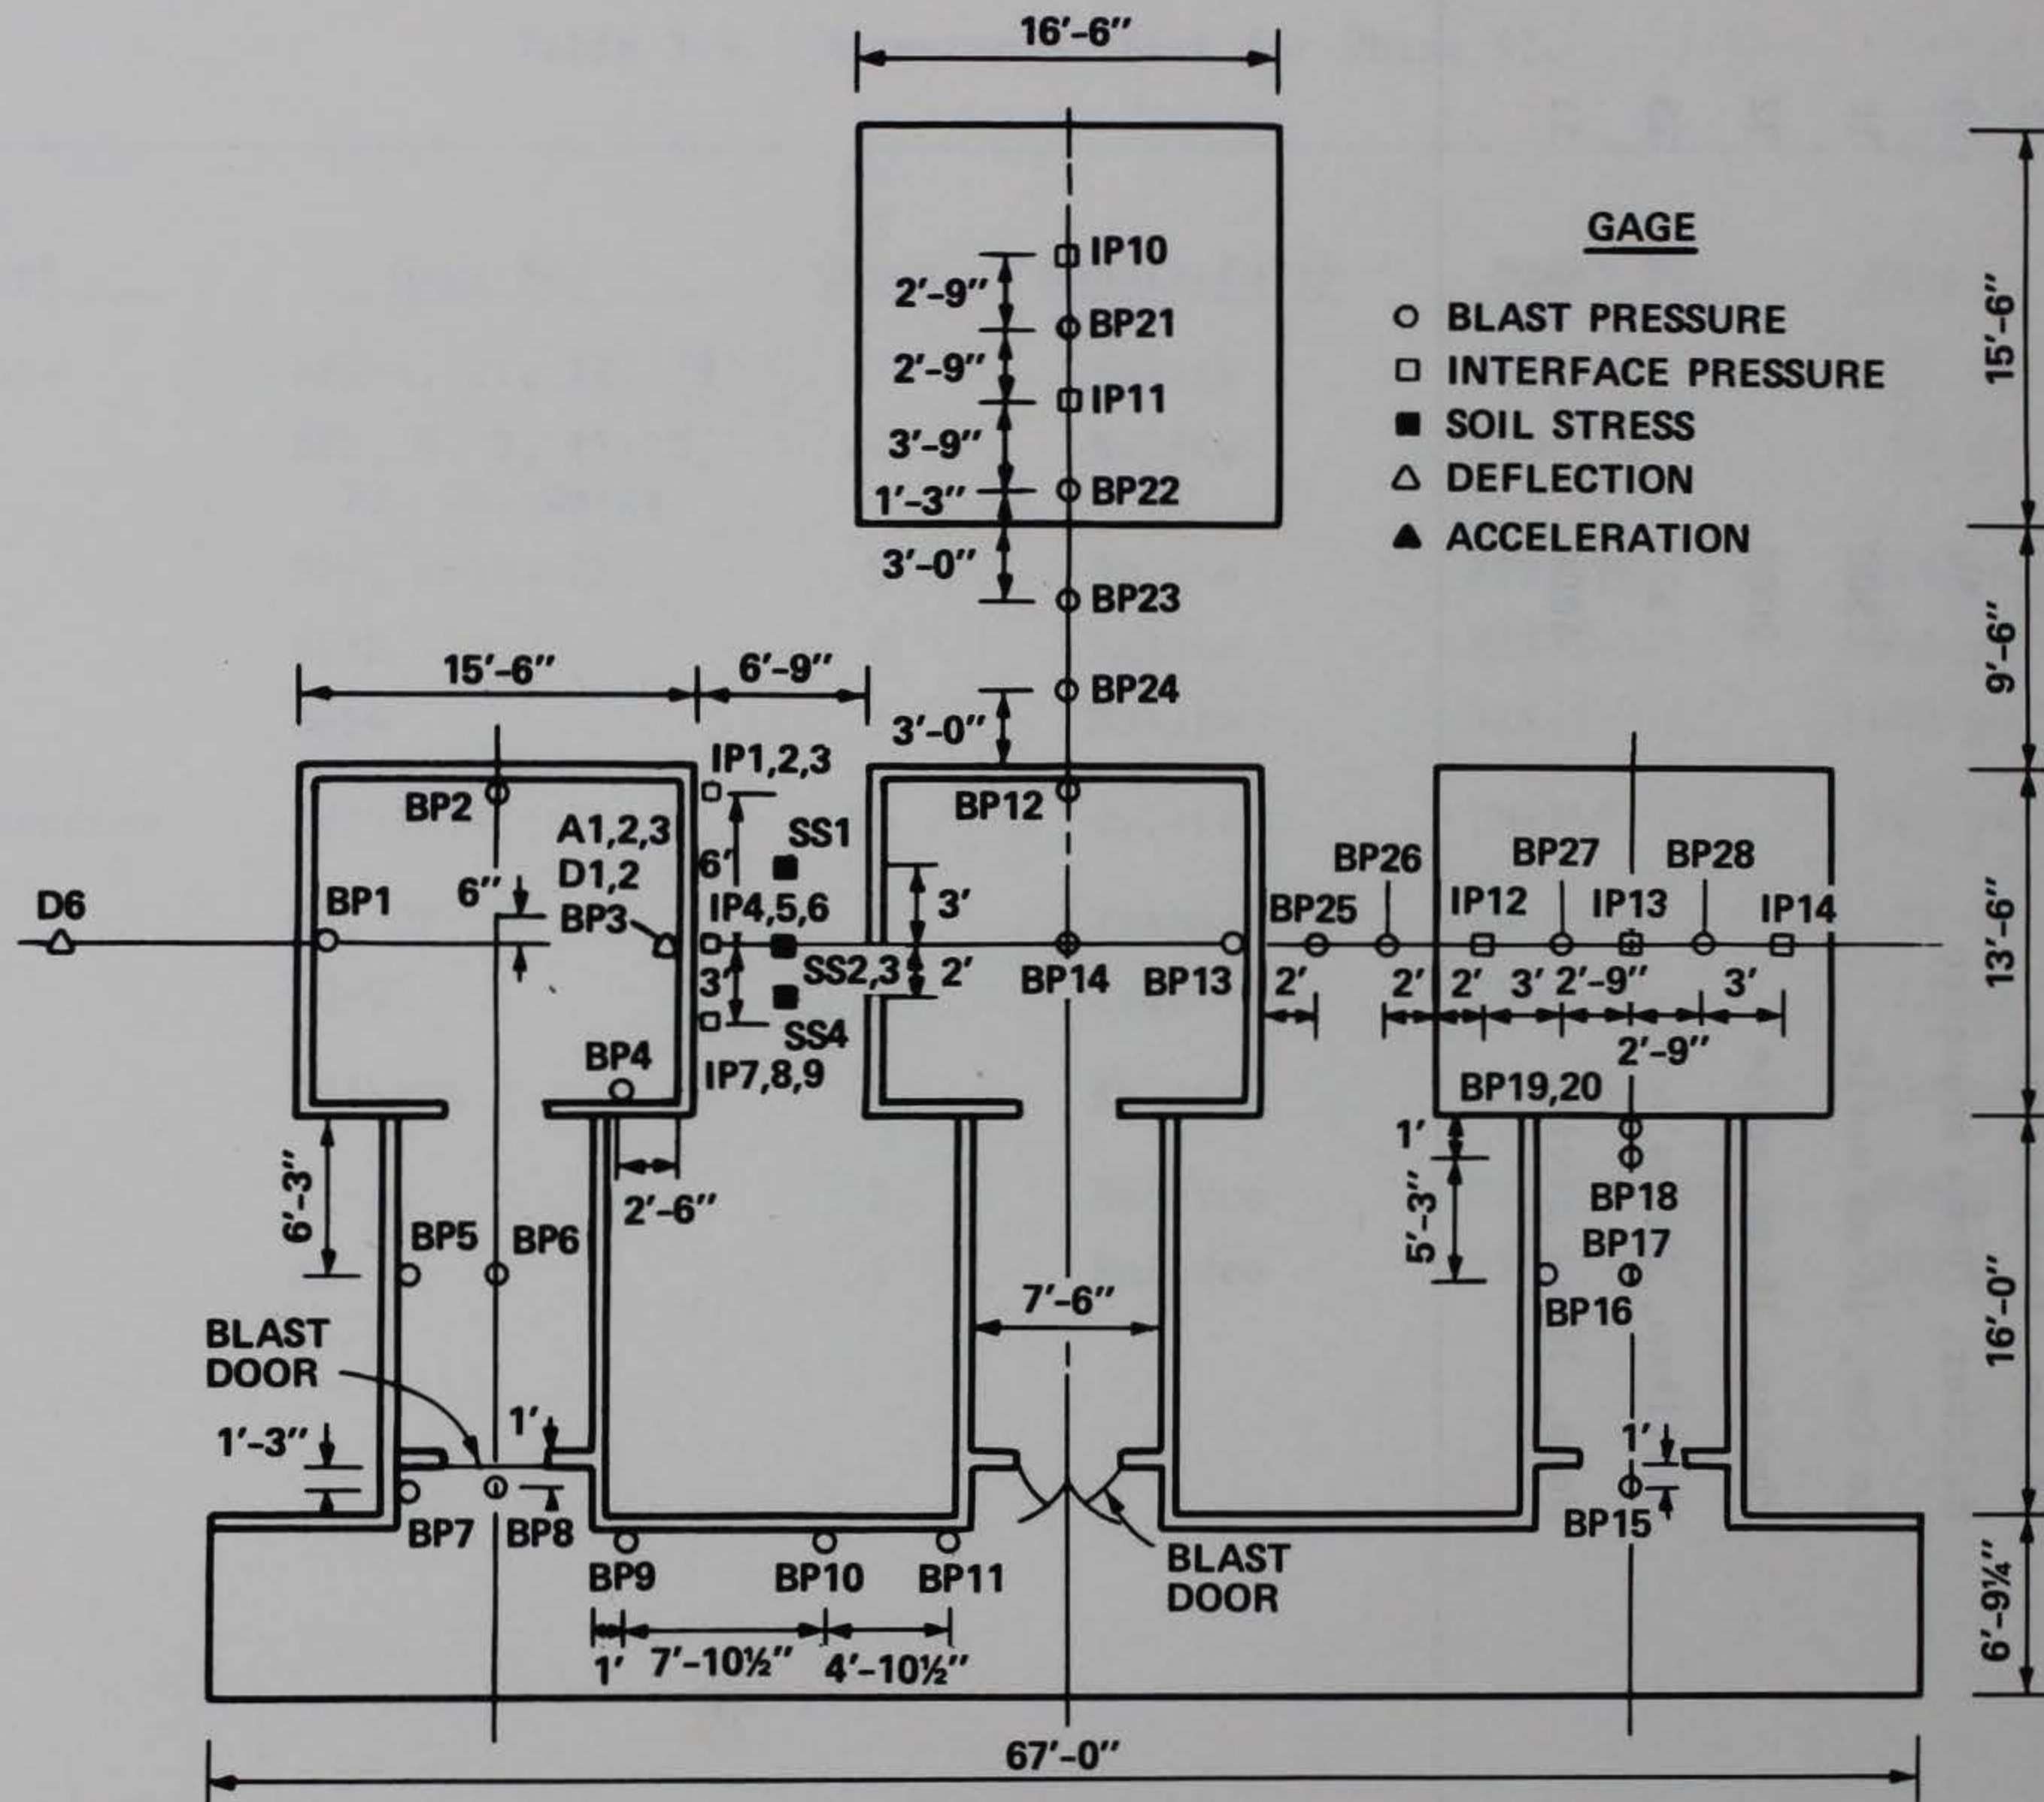 16′–6″
GAGE
BLAST PRESSURE
INTERFACE PRESSURE
SOIL STRESS
DEFLECTION
ACCELERATION
IP10
2′–9″
BP21
2′–9″
IP11
3′–9″
BP22
1′–3″
3′–0″
BP23
BP24
3′–0″
15′–6″
9′–6″
13′–6″
16′–0″
6′–9¼″
15′–6″
6′–9″
IP1,2,3
BP2
A1,2,3
D1,2
BP3
6″
BP1
D6
6′
SS1
IP4,5,6
SS2,3
3′
SS4
IP7,8,9
BP4
BP12
3′
2′
BP14
BP13
BP25
BP26
BP27
BP28
IP12
IP13
IP14
2′
2′
2′
3′
2′–9″
3′
2′–9″
BP19,20
1′
BP18
5′–3″
BP17
BP16
6′–3″
2′–6″
BP5
BP6
7′–6″
BLAST
DOOR
1′–3″
1′
BP7
BP8
1′
BP15
BP9
BP10
BP11
BLAST
DOOR
1′
7′–10½″
4′–10½″
67′–0″